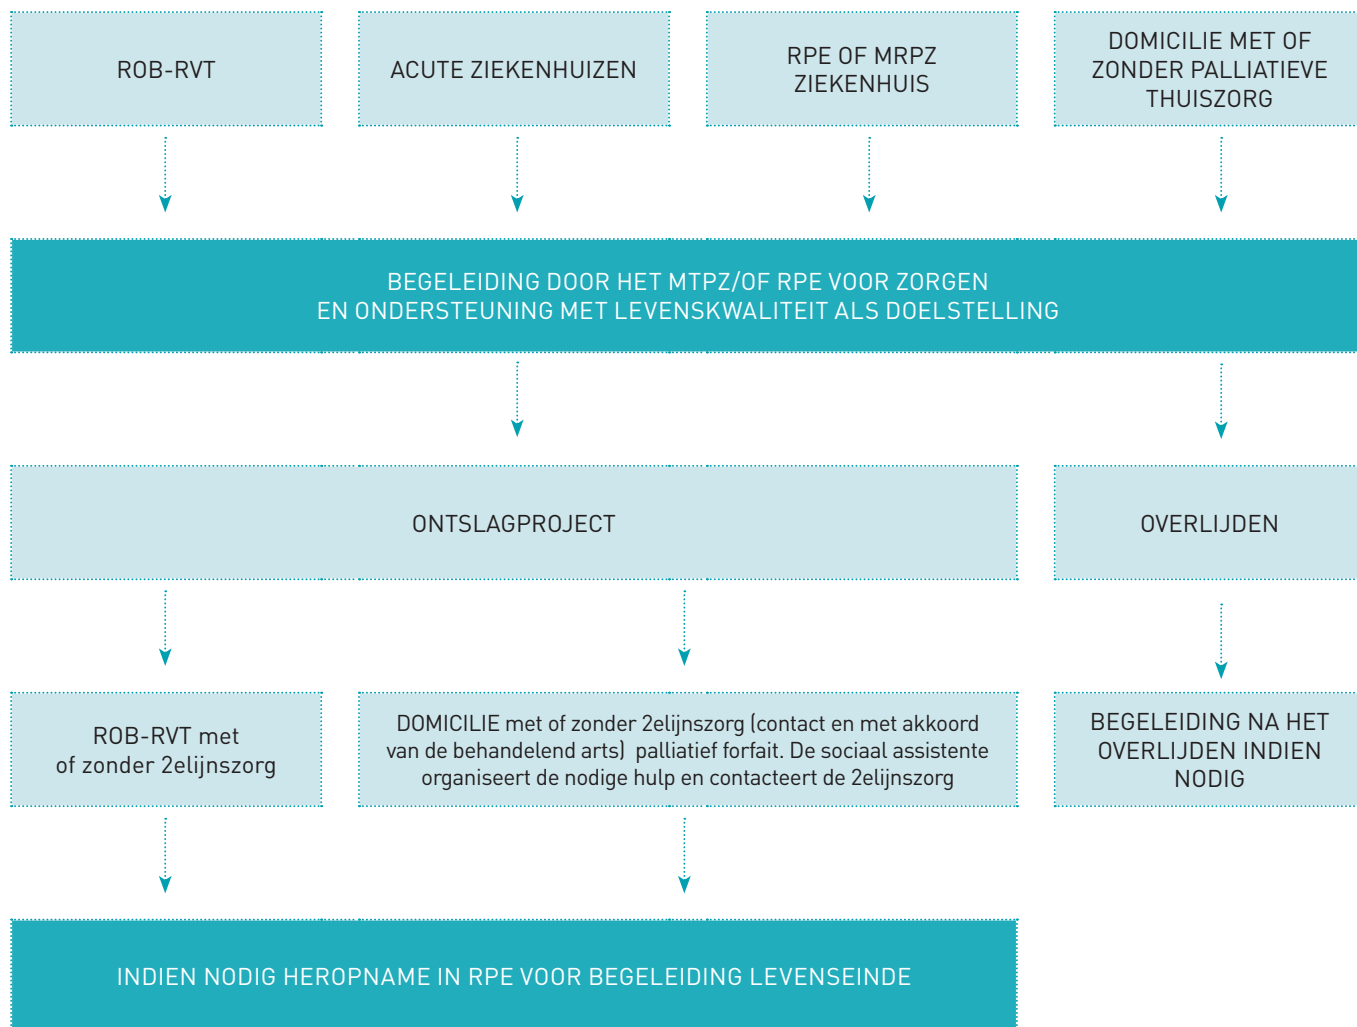 ROB-RVT
ACUTE ZIEKENHUIZEN
RPE OF MRPZ
ZIEKENHUIS
DOMICILIE MET OF
ZONDER PALLIATIEVE
THUISZORG
BEGELEIDING DOOR HET MTPZ/OF RPE VOOR ZORGEN
EN ONDERSTEUNING MET LEVENSKWALITEIT ALS DOELSTELLING
ONTSLAGPROJECT
OVERLIJDEN
ROB-RVT met
of zonder 2elijnszorg
DOMICILIE met of zonder 2elijnszorg (contact en met akkoord
van de behandelend arts)  palliatief forfait. De sociaal assistente
organiseert de nodige hulp en contacteert de 2elijnszorg
BEGELEIDING NA HET
OVERLIJDEN INDIEN
NODIG
INDIEN NODIG HEROPNAME IN RPE VOOR BEGELEIDING LEVENSEINDE